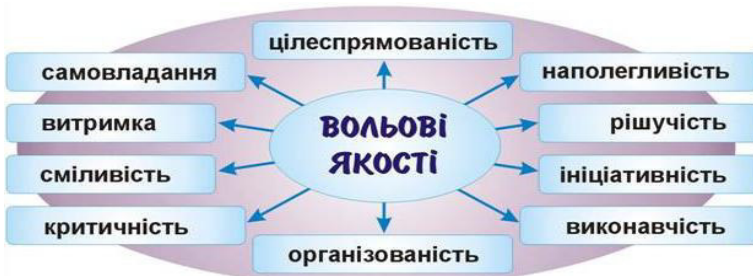 цілеспрямованість
самовладання
наполегливість
витримка
ВОЛЬОВІ
ЯКОСТІ
рішучість
сміливість
ініціативність
критичність
виконавчість
організованість